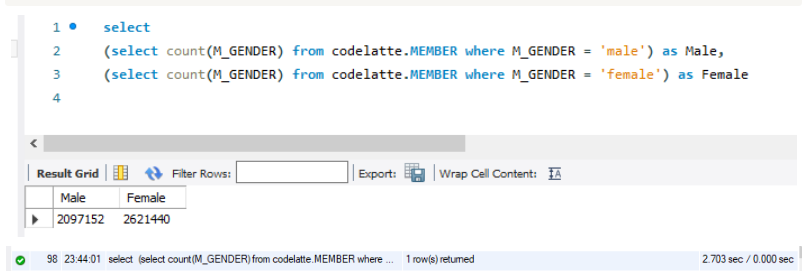 1 select
2 (select count(M_GENDER) from codelatte.MEMBER where M_GENDER = 'male') as Male,
3 (select count(M_GENDER) from codelatte.MEMBER where M_GENDER = 'female') as Female
4
Result Grid Filter Rows: Export: Wrap Cell Content: IA
Male Female
2097152 2621440
98 23:44:01 select (select count(M_GENDER) from codelatte.MEMBER where ... 1 row(s) returned 2.703 sec / 0.000 sec